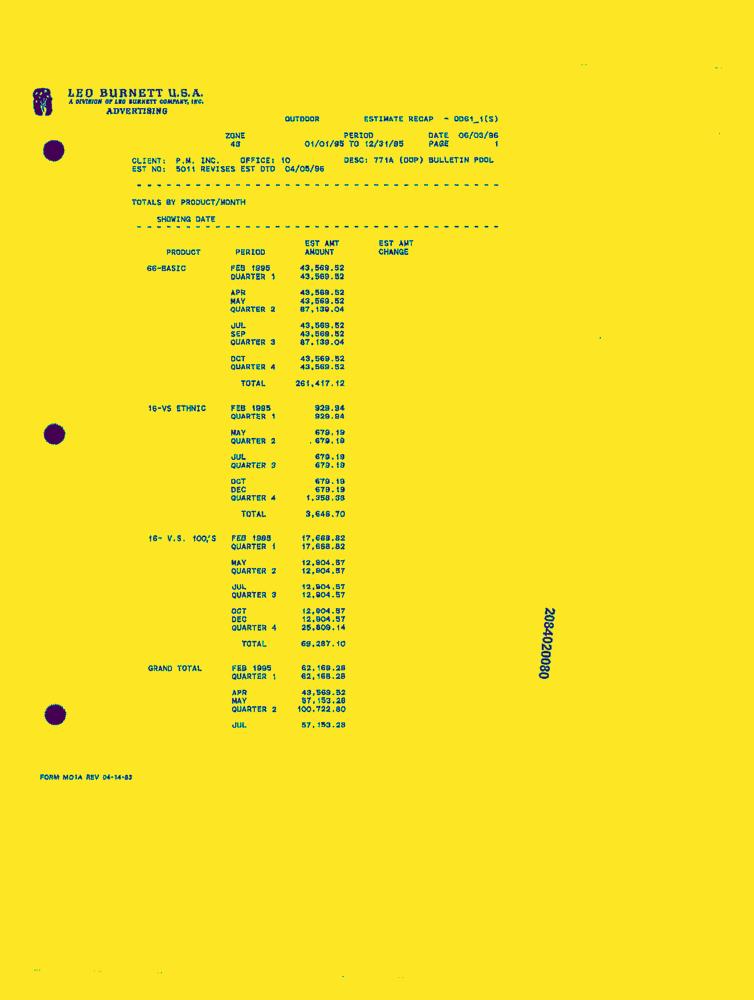 LEO BURNETT U.S.A.
A DIVISION OF LEO BURNETT COMPANY, INC.
ADVERTISING
OUTDOOR ESTIMATE RECAP - OD61_1(S)
ZONE PERIOD DATE 06/03/96
43 01/01/95 TO 12/31/95 PAGE 1
CLIENT: P.M. INC. OFFICE: 10 DESC: 771A (OOP) BULLETIN POOL
EST NO: 5011 REVISES EST DTD 04/05/96
TOTALS BY PRODUCT/MONTH
SHOWING DATE
EST AMT EST AMT
PRODUCT PERIOD AMOUNT CHANGE
66-BASIC FEB 1995 43,569.52
QUARTER 1 43,569.52
APR 43,569.52
MAY 43,569.52
QUARTER 2 87,139.04
JUL 43,569.52
SEP 43,569.52
QUARTER 3 87,139.04
OCT 43,569.52
QUARTER 4 43,569.52
TOTAL 261,417.12
16-VS ETHNIC FEB 1995 929.94
QUARTER 1 929.94
MAY 679.19
QUARTER 2 679.19
JUL 679.19
QUARTER 3 679.19
OCT 679.19
DEC 679.19
QUARTER 4 1,358.38
TOTAL 3,646.70
16- V.S. 100,'S FEB 1995 17,668.82
QUARTER 1 17,668.82
MAY 12,904.57
QUARTER 2 12,904.57
JUL 12,904.57
QUARTER 3 12,904.57
OCT 12,904.57
DEC 12,904.57
QUARTER 4 25,809.14
TOTAL 69,287.10
GRAND TOTAL FEB 1995 62,168.28
QUARTER 1 62,168.28
APR 43,569.52
MAY 57,153.28
QUARTER 2 100,722.80
JUL 57,153.28
2084020080
FORM MO1A REV 04-14-83